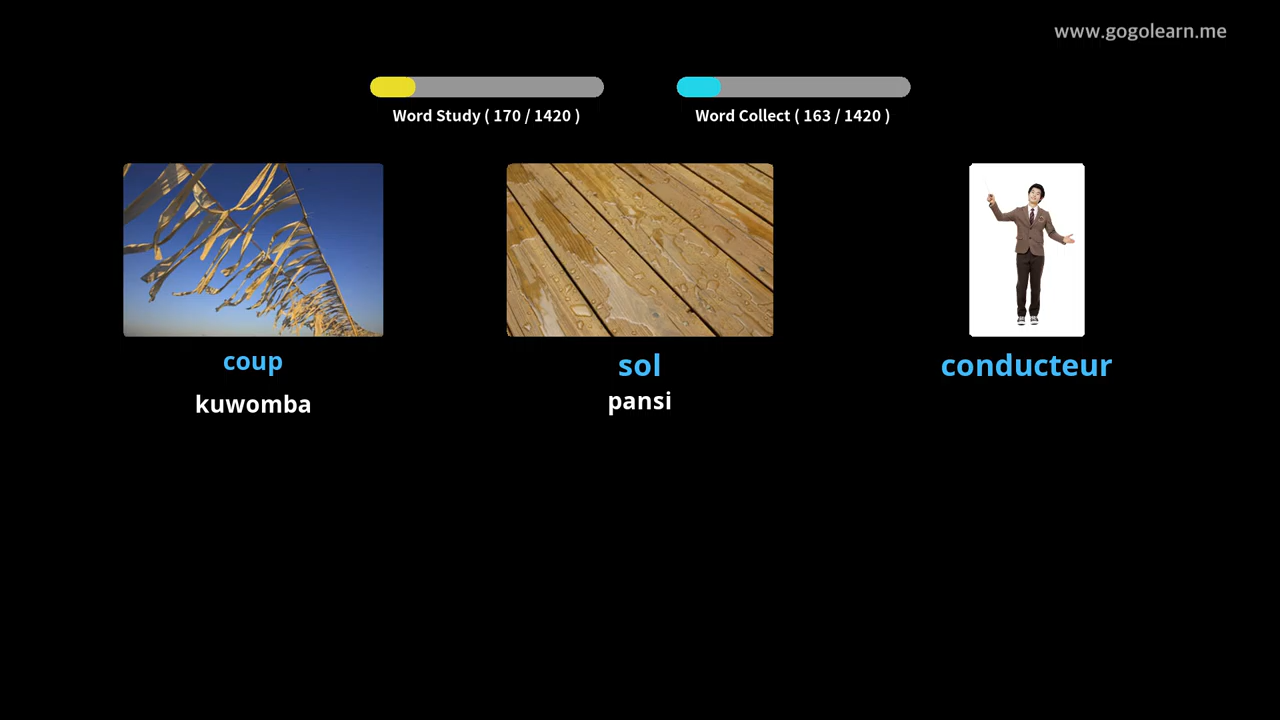 www.gogolearn.me
Word Study ( 170 / 1420 )
Word Collect ( 163 / 1420 )
coup
kuwomba
sol
pansi
conducteur